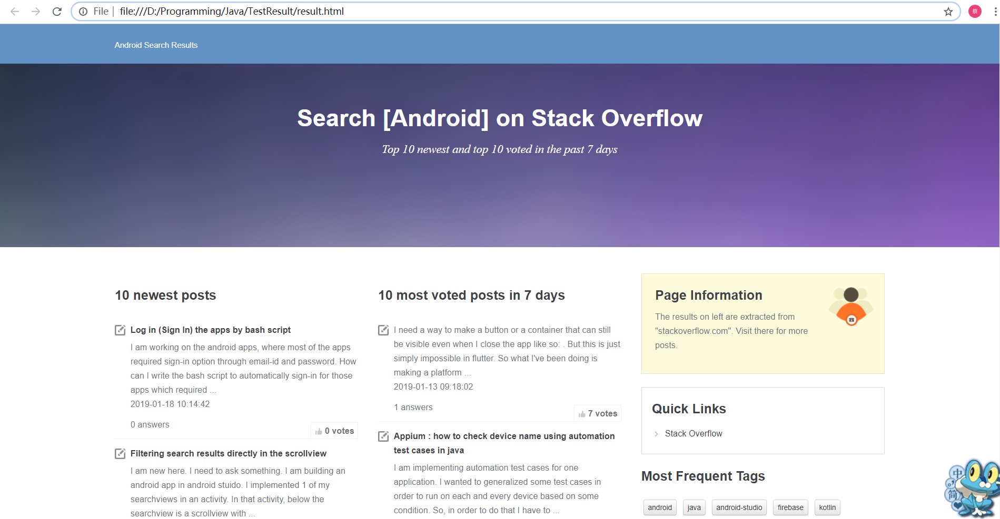 File | file:///D:/Programming/Java/TestResult/result.html
蔡
Android Search Results
Search [Android] on Stack Overflow
Top 10 newest and top 10 voted in the past 7 days
10 newest posts
Log in (Sign In) the apps by bash script
I am working on the android apps, where most of the apps
required sign-in option through email-id and password. How
can I write the bash script to automatically sign-in for those
apps which required ...
2019-01-18 10:14:42
0 answers
0 votes
Filtering search results directly in the scrollview
I am new here. I need to ask something. I am building an
android app in android stuido. I implemented 1 of my
searchviews in an activity. In that activity, below the
searchview is a scrollview with ...
10 most voted posts in 7 days
I need a way to make a button or a container that can still
be visible even when I close the app like so: . But this is just
simply impossible in flutter. So what I've been doing is
making a platform ...
2019-01-13 09:18:02
1 answers
7 votes
Appium : how to check device name using automation
test cases in java
I am implementing automation test cases for one
application. I wanted to generalized some test cases in
order to run on each and every device based on some
condition. So, in order to do that I have to ...
Page Information
The results on left are extracted from
"stackoverflow.com". Visit there for more
posts.
Quick Links
Stack Overflow
Most Frequent Tags
android java android-studio firebase kotlin
中
简